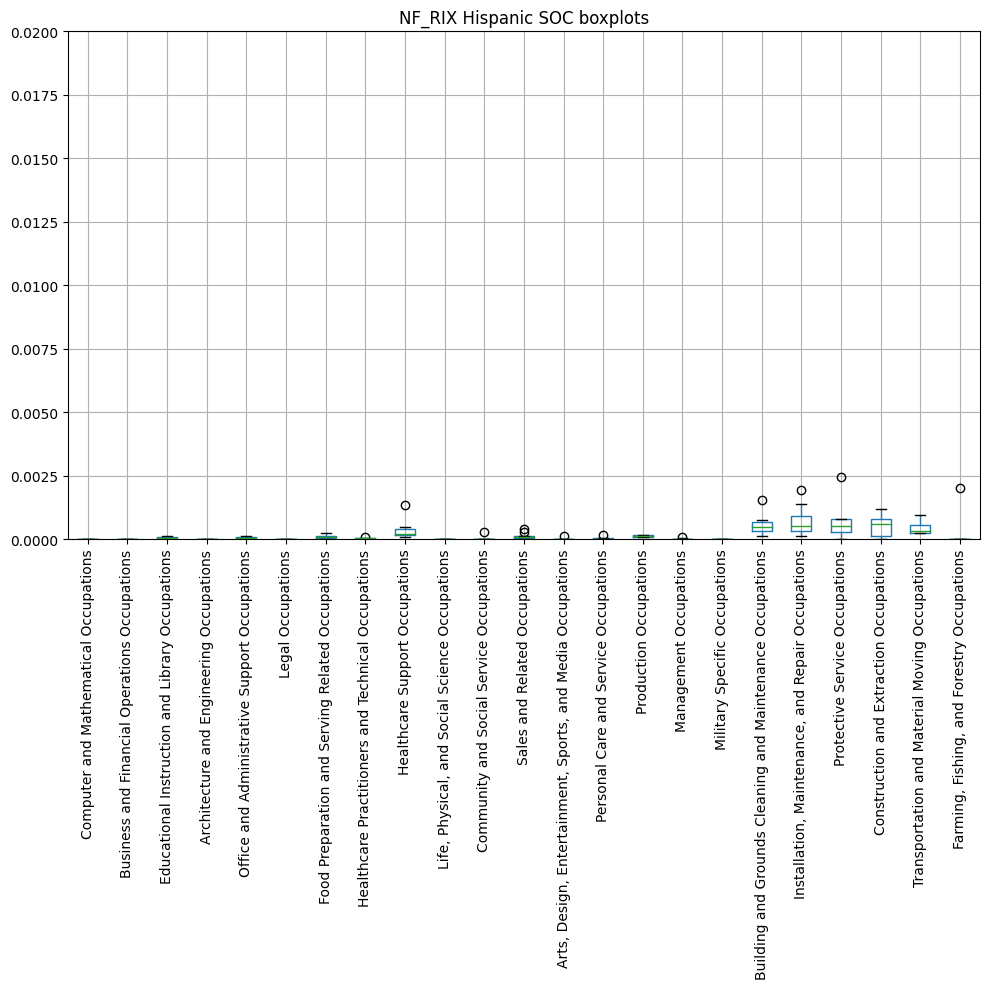 NF_RIX Hispanic SOC boxplots
0.0200
0.0175
0.0150
0.0125
0.0100
0.0075
0.0050
0.0025
0.0000
Computer and Mathematical Occupations
Business and Financial Operations Occupations
Educational Instruction and Library Occupations
Architecture and Engineering Occupations
Office and Administrative Support Occupations
Legal Occupations
Food Preparation and Serving Related Occupations
Healthcare Practitioners and Technical Occupations
Healthcare Support Occupations
Life, Physical, and Social Science Occupations
Community and Social Service Occupations
Sales and Related Occupations
Arts, Design, Entertainment, Sports, and Media Occupations
Personal Care and Service Occupations
Production Occupations
Management Occupations
Military Specific Occupations
Building and Grounds Cleaning and Maintenance Occupations
Installation, Maintenance, and Repair Occupations
Protective Service Occupations
Construction and Extraction Occupations
Transportation and Material Moving Occupations
Farming, Fishing, and Forestry Occupations